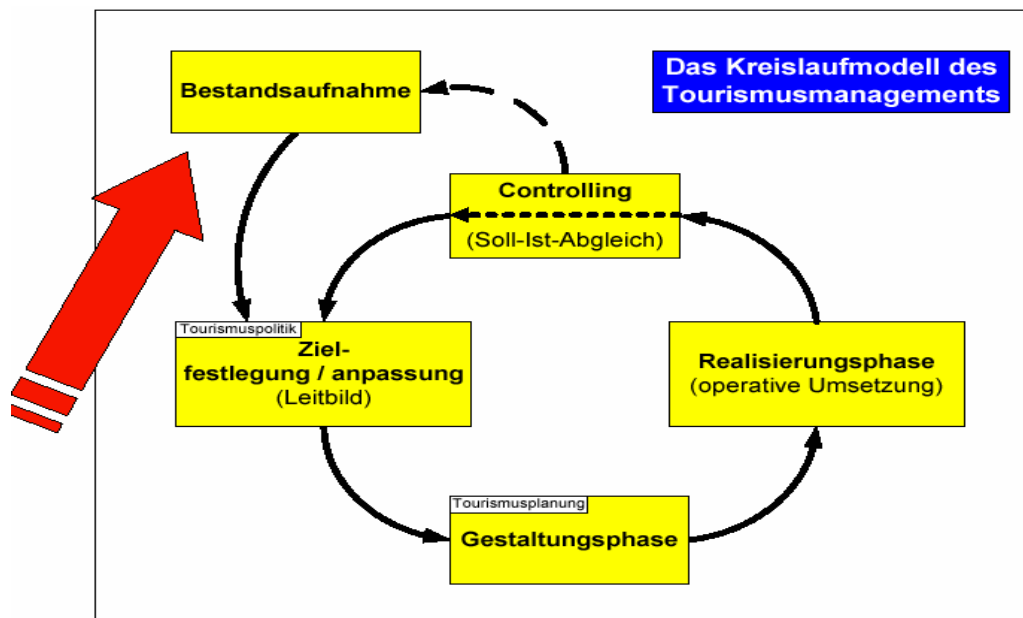 Das Kreislaufmodell des
Tourismusmanagements
Bestandsaufnahme
Controlling
(Soll-Ist-Abgleich)
Tourismuspolitik
Ziel-
festlegung / anpassung
(Leitbild)
Realisierungsphase
(operative Umsetzung)
Tourismusplanung
Gestaltungsphase